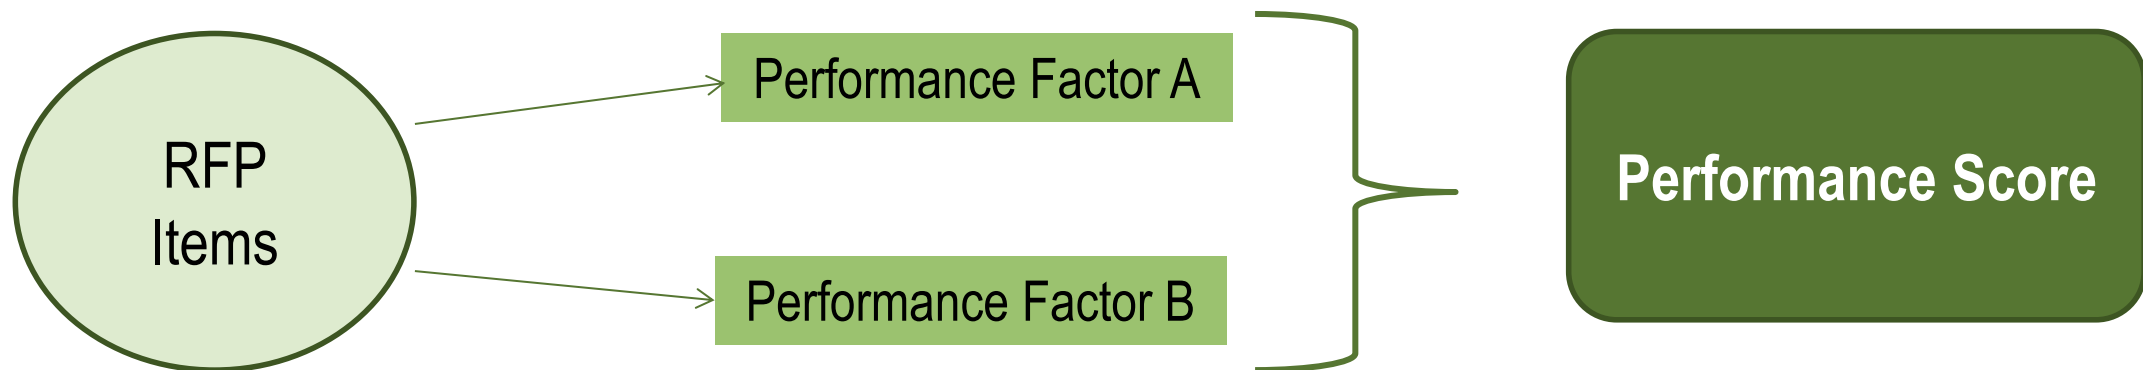 RFP
Items
Performance Factor A
Performance Factor B
Performance Score